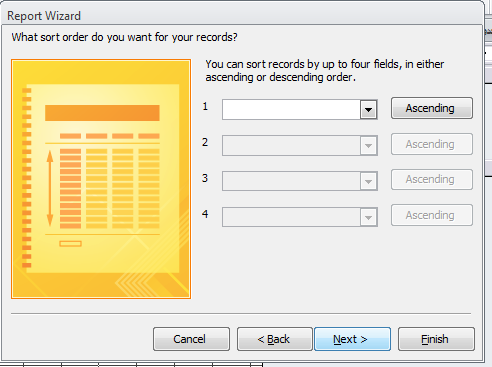 Report Wizard
What sort order do you want for your records?
You can sort records by up to four fields, in either
ascending or descending order.
1 Ascending
2 Ascending
3 Ascending
4 Ascending
Cancel < Back Next > Finish